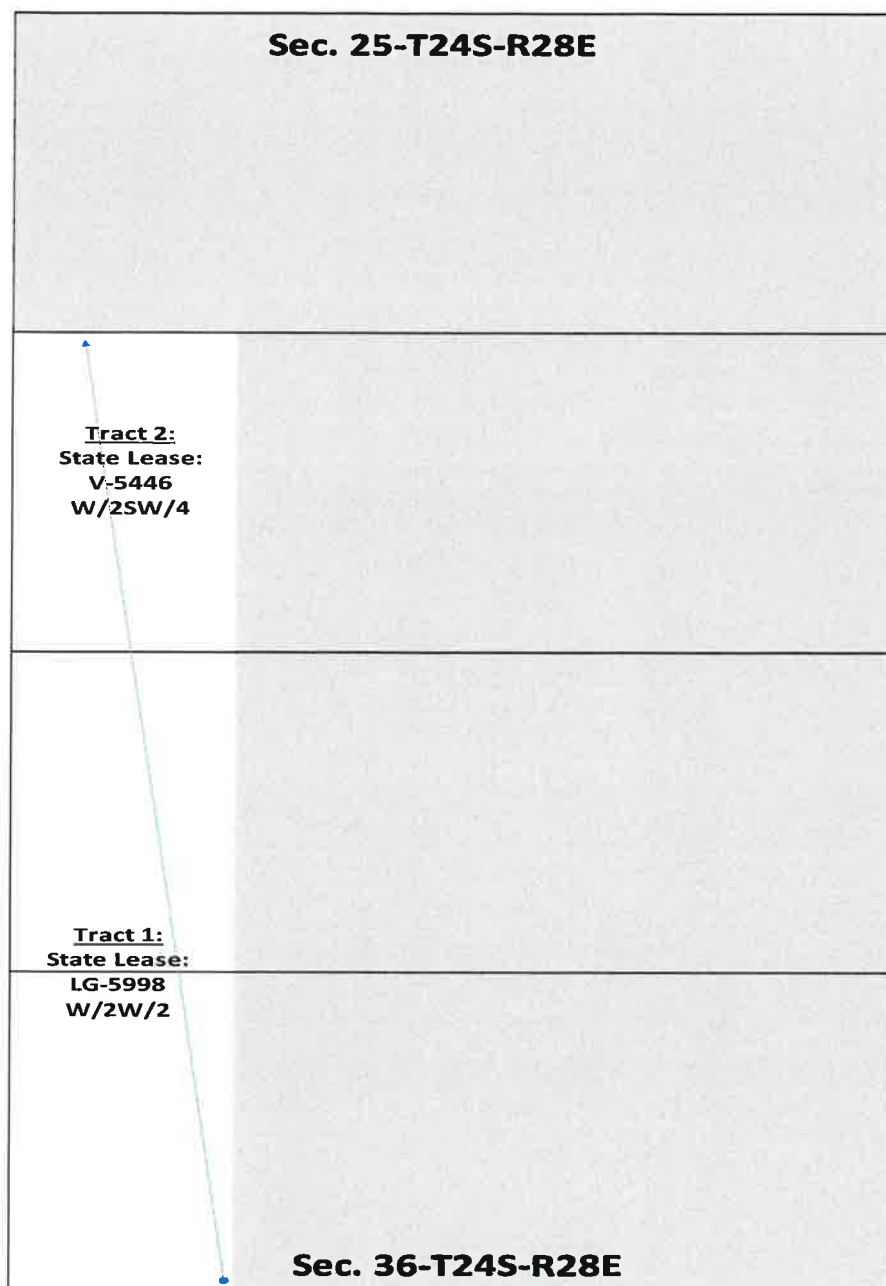 Sec. 25-T24S-R28E
Tract 2:
State Lease:
V-5446
W/2SW/4
Tract 1:
State Lease:
LG-5998
W/2W/2
Sec. 36-T24S-R28E